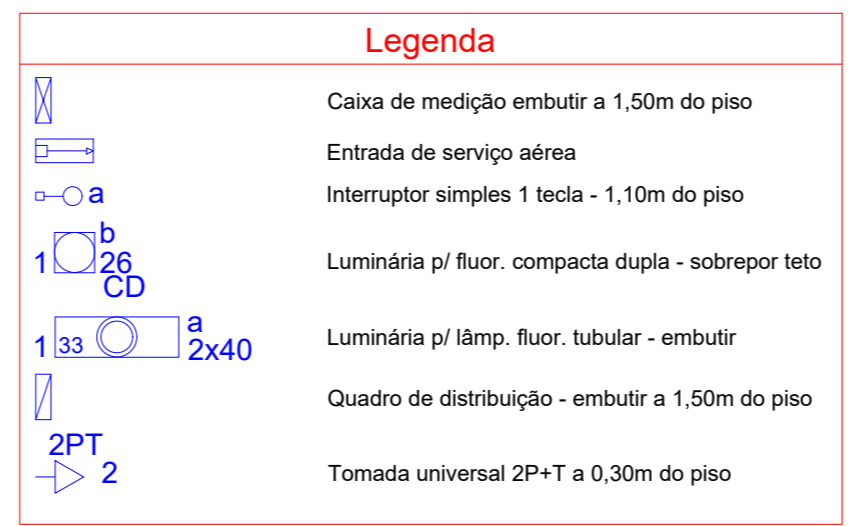 Legenda
Caixa de medição embutir a 1,50m do piso
Entrada de serviço aérea
a
Interruptor simples 1 tecla - 1,10m do piso
b
1
26
CD
Luminária p/ fluor. compacta dupla - sobrepor teto
a
1
33
2x40
Luminária p/ lâmp. fluor. tubular - embutir
Quadro de distribuição - embutir a 1,50m do piso
2PT
2
Tomada universal 2P+T a 0,30m do piso